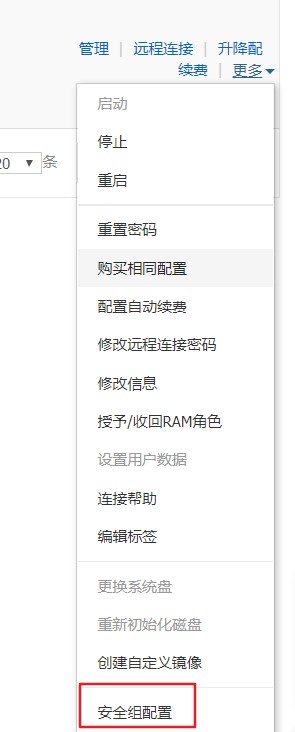 管理 | 远程连接 | 升降配
续费 | 更多
启动
停止
20 条
重启
重置密码
购买相同配置
配置自动续费
修改远程连接密码
修改信息
授予/收回RAM角色
设置用户数据
连接帮助
编辑标签
更换系统盘
重新初始化磁盘
创建自定义镜像
安全组配置